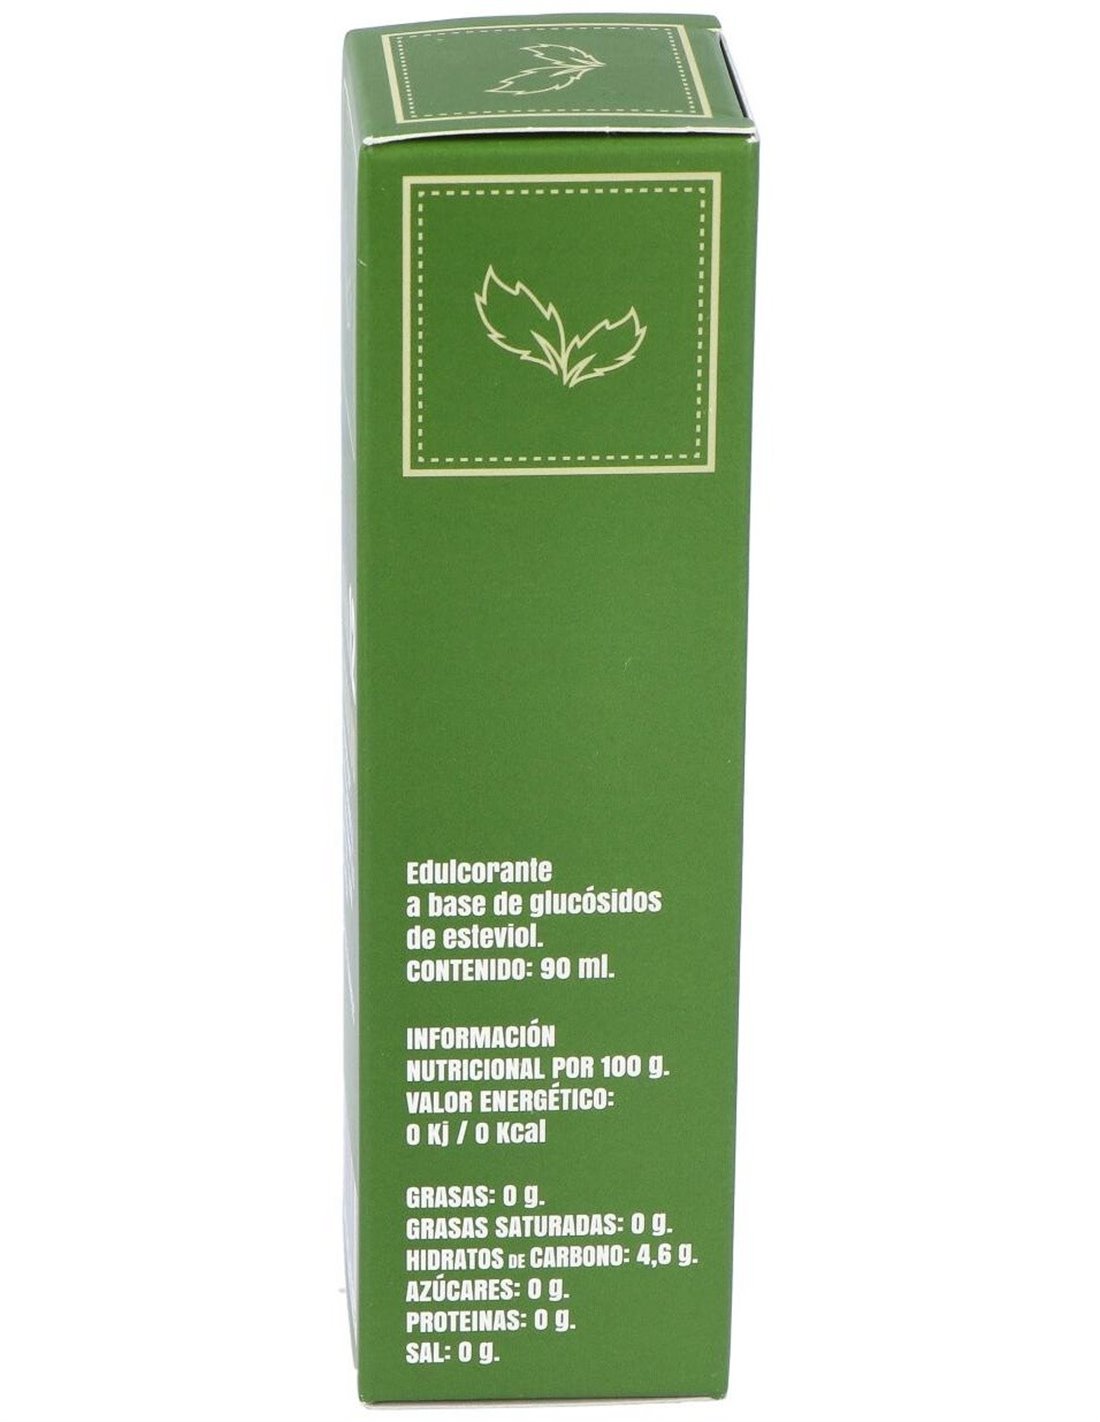 Edulcorante
a base de glucósidos
de esteviol.
CONTENIDO: 90 ml.
INFORMACIÓN
NUTRICIONAL POR 100 g.
VALOR ENERGÉTICO:
0 Kj / 0 Kcal
GRASAS: 0 g.
GRASAS SATURADAS: 0 g.
HIDRATOS DE CARBONO: 4,6 g.
AZÚCARES: 0 g.
PROTEINAS: 0 g.
SAL: 0 g.